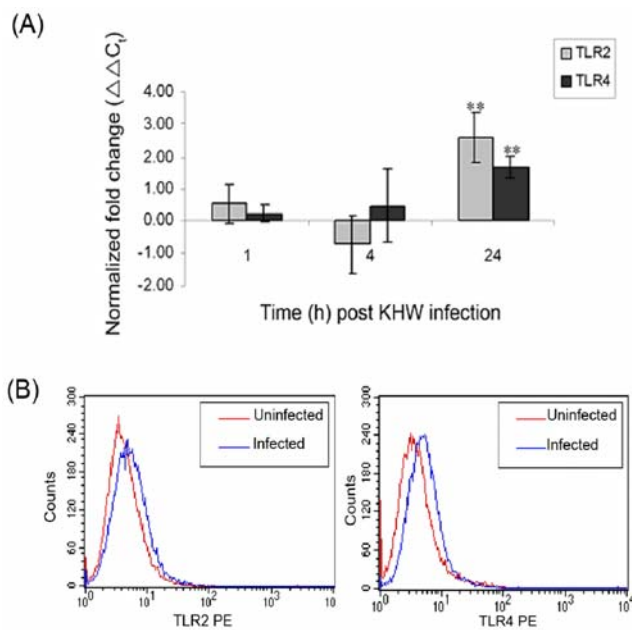 (A)
TLR2
TLR4
Normalized fold change (△△Ct)
4.00
3.00
2.00
1.00
0.00
-1.00
-2.00
**
**
1
4
24
Time (h) post KHW infection
(B)
Uninfected
Infected
Counts
300
240
180
120
60
0
10^0
10^1
10^2
10^3
10^4
TLR2 PE
Uninfected
Infected
Counts
300
240
180
120
60
0
10^0
10^1
10^2
10^3
10^4
TLR4 PE